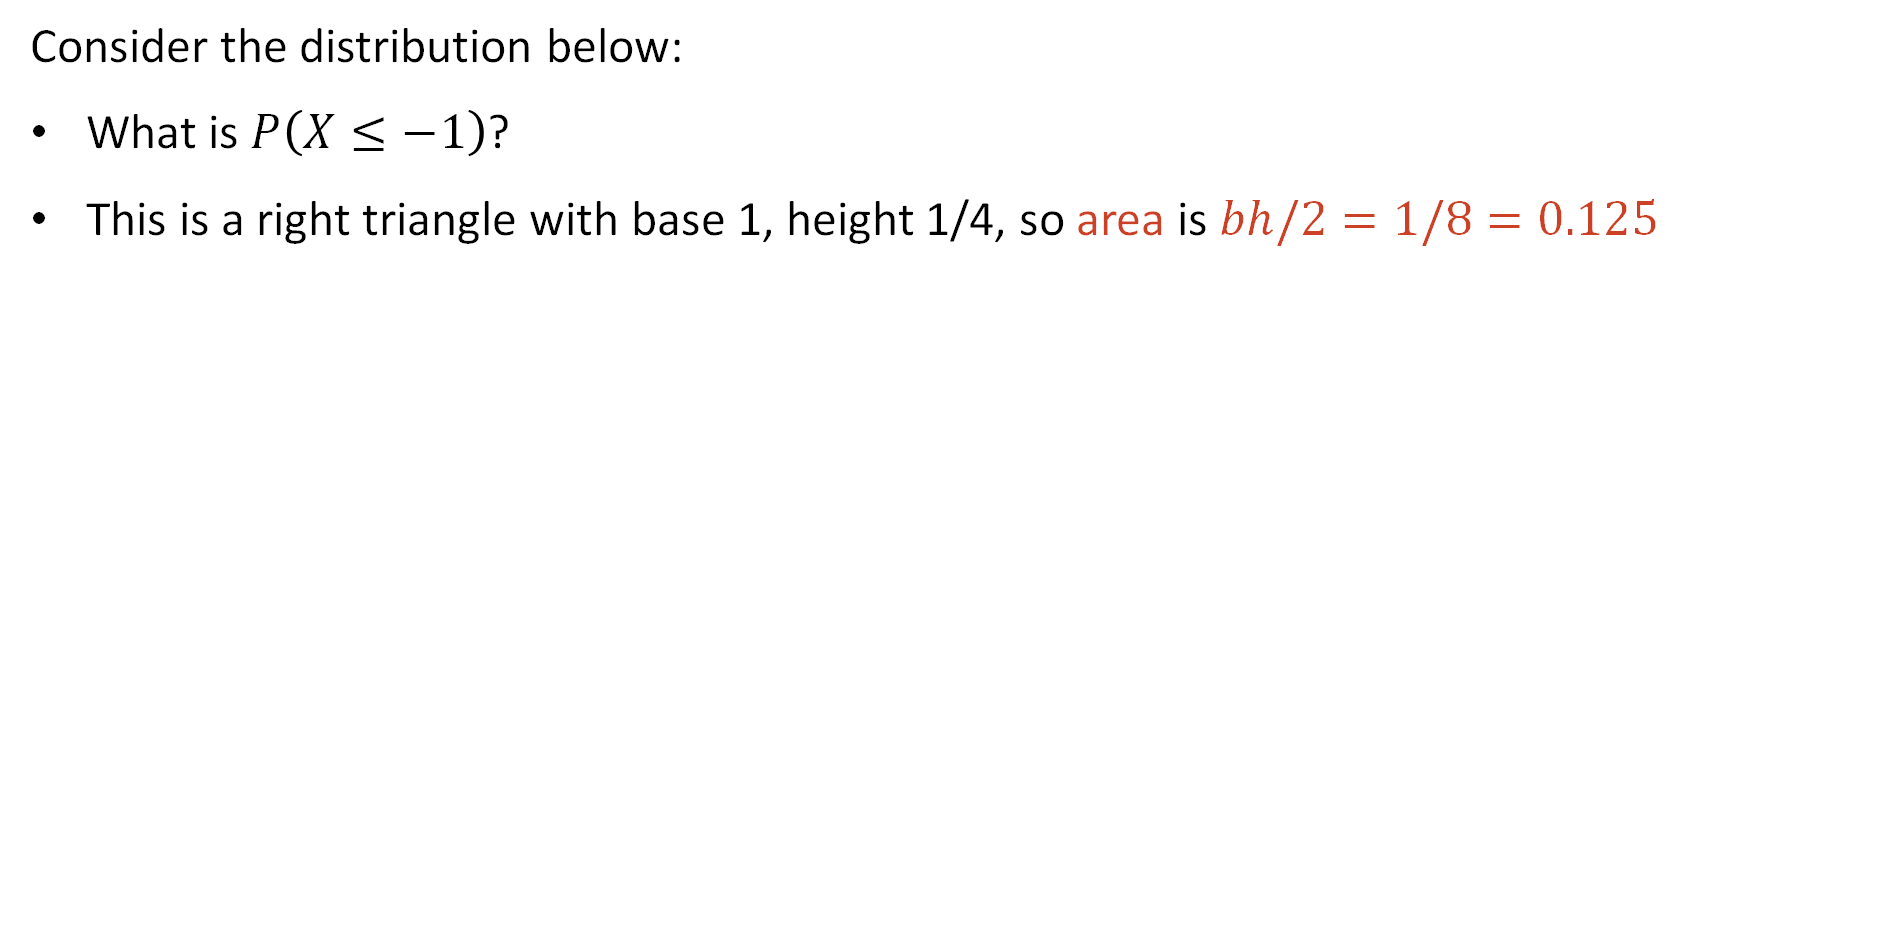 Consider the distribution below:
• What is P(X ≤ −1)?
• This is a right triangle with base 1, height 1/4, so area is bh/2 = 1/8 = 0.125